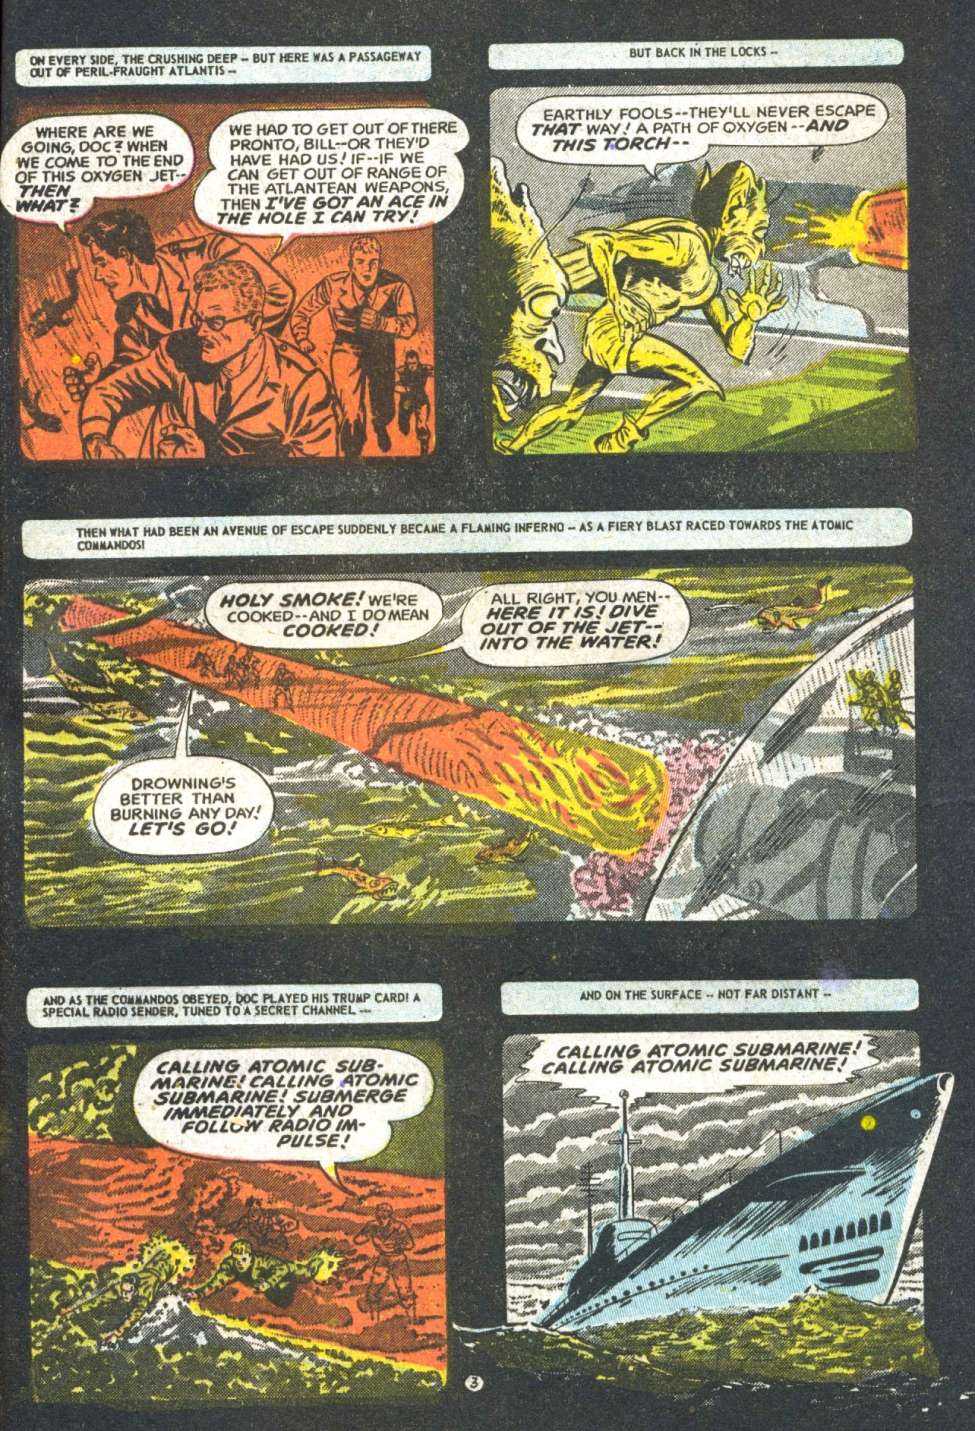 ON EVERY SIDE, THE CRUSHING DEEP -- BUT HERE WAS A PASSAGEWAY
OUT OF PERIL-FRAUGHT ATLANTIS --
WHERE ARE WE
GOING, DOC? WHEN
WE COME TO THE END
OF THIS OXYGEN JET--
THEN
WHAT?
WE HAD TO GET OUT OF THERE
PRONTO, BILL--OR THEY'D
HAVE HAD US! IF--IF WE
CAN GET OUT OF RANGE OF
THE ATLANTEAN WEAPONS,
THEN I'VE GOT AN ACE IN
THE HOLE I CAN TRY!
BUT BACK IN THE LOCKS --
EARTHLY FOOLS--THEY'LL NEVER ESCAPE
THAT WAY! A PATH OF OXYGEN--AND
THIS TORCH--
THEN WHAT HAD BEEN AN AVENUE OF ESCAPE SUDDENLY BECAME A FLAMING INFERNO -- AS A FIERY BLAST RACED TOWARDS THE ATOMIC
COMMANDOS!
HOLY SMOKE! WE'RE
COOKED--AND I DO MEAN
COOKED!
ALL RIGHT, YOU MEN--
HERE IT IS! DIVE
OUT OF THE JET--
INTO THE WATER!
DROWNING'S
BETTER THAN
BURNING ANY DAY!
LET'S GO!
AND AS THE COMMANDOS OBEYED, DOC PLAYED HIS TRUMP CARD! A
SPECIAL RADIO SENDER, TUNED TO A SECRET CHANNEL ---
CALLING ATOMIC SUB-
MARINE! CALLING ATOMIC
SUBMARINE! SUBMERGE
IMMEDIATELY AND
FOLLOW RADIO IM-
PULSE!
AND ON THE SURFACE -- NOT FAR DISTANT --
CALLING ATOMIC SUBMARINE!
CALLING ATOMIC SUBMARINE!
3